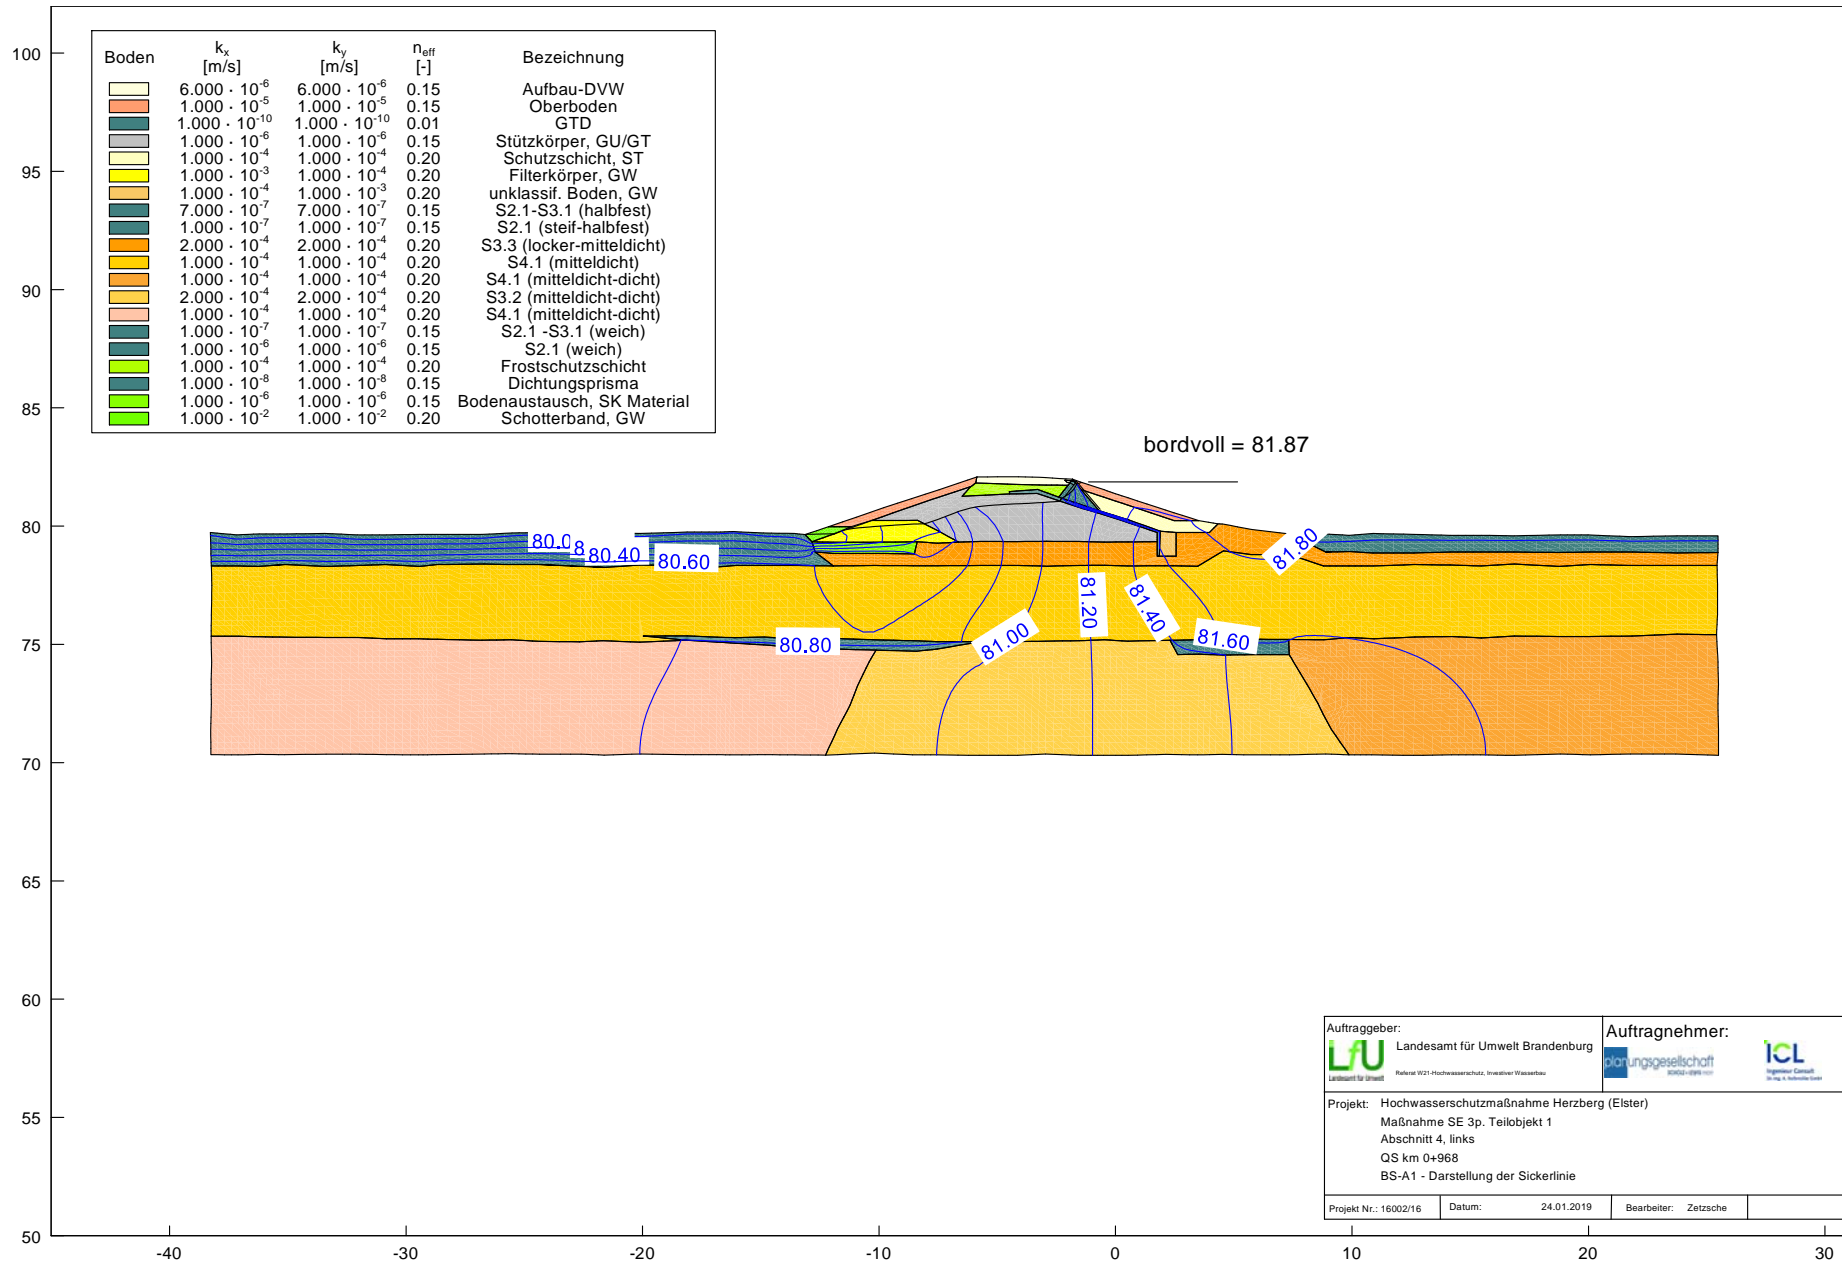 Boden kx [m/s] ky [m/s] neff [-] Bezeichnung
6.000 · 10-6 6.000 · 10-6 0.15 Aufbau-DVW
1.000 · 10-5 1.000 · 10-5 0.15 Oberboden
1.000 · 10-10 1.000 · 10-10 0.01 GTD
1.000 · 10-6 1.000 · 10-6 0.15 Stützkörper, GU/GT
1.000 · 10-4 1.000 · 10-4 0.20 Schutzschicht, ST
1.000 · 10-3 1.000 · 10-4 0.20 Filterkörper, GW
1.000 · 10-4 1.000 · 10-3 0.20 unklassif. Boden, GW
7.000 · 10-7 7.000 · 10-7 0.15 S2.1-S3.1 (halbfest)
1.000 · 10-7 1.000 · 10-7 0.15 S2.1 (steif-halbfest)
2.000 · 10-4 2.000 · 10-4 0.20 S3.3 (locker-mitteldicht)
1.000 · 10-4 1.000 · 10-4 0.20 S4.1 (mitteldicht)
1.000 · 10-4 1.000 · 10-4 0.20 S4.1 (mitteldicht-dicht)
2.000 · 10-4 2.000 · 10-4 0.20 S3.2 (mitteldicht-dicht)
1.000 · 10-4 1.000 · 10-4 0.20 S4.1 (mitteldicht-dicht)
1.000 · 10-7 1.000 · 10-7 0.15 S2.1 -S3.1 (weich)
1.000 · 10-6 1.000 · 10-6 0.15 S2.1 (weich)
1.000 · 10-4 1.000 · 10-4 0.20 Frostschutzschicht
1.000 · 10-8 1.000 · 10-8 0.15 Dichtungsprisma
1.000 · 10-6 1.000 · 10-6 0.15 Bodenaustausch, SK Material
1.000 · 10-2 1.000 · 10-2 0.20 Schotterband, GW
100
95
90
85
80
75
70
65
60
55
50
bordvoll = 81.87
80.0
8
80.40
80.60
80.80
81.00
81.20
81.40
81.60
81.80
Auftraggeber:
LfU
Landesamt für Umwelt
Landesamt für Umwelt Brandenburg
Referat W21-Hochwasserschutz, Investiver Wasserbau
Auftragnehmer:
planungsgesellschaft
ICL
Ingenieur Consult
Projekt: Hochwasserschutzmaßnahme Herzberg (Elster)
Maßnahme SE 3p. Teilobjekt 1
Abschnitt 4, links
QS km 0+968
BS-A1 - Darstellung der Sickerlinie
Projekt Nr.: 16002/16 Datum: 24.01.2019 Bearbeiter: Zetzsche
-40 -30 -20 -10 0 10 20 30